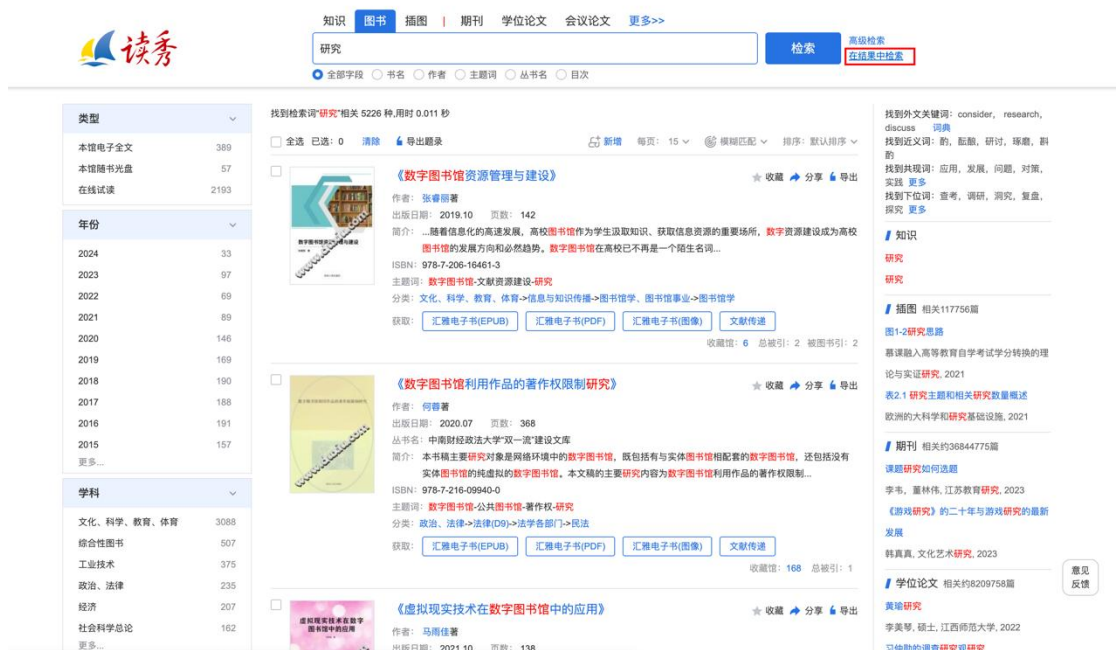 读秀
知识 图书 插图 | 期刊 学位论文 会议论文 更多>>
研究
检索
高级检索
在结果中检索
全部字段 书名 作者 主题词 丛书名 目次
类型
本馆电子全文 389
本馆随书光盘 57
在线试读 2193
年份
2024 33
2023 97
2022 69
2021 89
2020 146
2019 169
2018 190
2017 188
2016 191
2015 157
更多...
学科
文化、科学、教育、体育 3088
综合性图书 507
工业技术 375
政治、法律 235
经济 207
社会科学总论 162
更多...
找到检索词"研究"相关 5226 种,用时 0.011 秒
全选 已选：0 清除 导出题录 新增 每页： 15 模糊匹配 排序：默认排序
《数字图书馆资源管理与建设》 收藏 分享 导出
作者： 张睿丽著
出版日期： 2019.10 页数： 142
简介： ...随着信息化的高速发展，高校图书馆作为学生汲取知识、获取信息资源的重要场所，数字资源建设成为高校
图书馆的发展方向和必然趋势。数字图书馆在高校已不再是一个陌生名词...
ISBN： 978-7-206-16461-3
主题词： 数字图书馆-文献资源建设-研究
分类： 文化、科学、教育、体育->信息与知识传播->图书馆学、图书馆事业->图书馆学
获取： 汇雅电子书(EPUB) 汇雅电子书(PDF) 汇雅电子书(图像) 文献传递
收藏馆： 6 总被引： 2 被图书引： 2
《数字图书馆利用作品的著作权限制研究》 收藏 分享 导出
作者： 何蓉著
出版日期： 2020.07 页数： 368
丛书名： 中南财经政法大学"双一流"建设文库
简介： 本书稿主要研究对象是网络环境中的数字图书馆，既包括有与实体图书馆相配套的数字图书馆，还包括没有
实体图书馆的纯虚拟的数字图书馆。本文稿的主要研究内容为数字图书馆利用作品的著作权限制...
ISBN： 978-7-216-09940-0
主题词： 数字图书馆-公共图书馆-著作权-研究
分类： 政治、法律->法律(D9)->法学各部门->民法
获取： 汇雅电子书(EPUB) 汇雅电子书(PDF) 汇雅电子书(图像) 文献传递
收藏馆： 168 总被引： 1
虚拟现实技术在数字
图书馆中的应用
《虚拟现实技术在数字图书馆中的应用》 收藏 分享 导出
作者： 马雨佳著
出版日期： 2021.10 页数： 138
找到外文关键词：consider， research，
discuss 词典
找到近义词：酌，酝酿，研讨，琢磨，斟
酌
找到共现词：应用，发展，问题，对策，
实践 更多
找到下位词：查考，调研，洞究，复盘，
探究 更多
知识
研究
研究
插图 相关117756篇
图1-2研究思路
慕课融入高等教育自学考试学分转换的理
论与实证研究, 2021
表2.1 研究主题和相关研究数量概述
欧洲的大科学和研究基础设施, 2021
期刊 相关约36844775篇
课题研究如何选题
李韦，董林伟, 江苏教育研究, 2023
《游戏研究》的二十年与游戏研究的最新
发展
韩真真, 文化艺术研究, 2023
学位论文 相关约8209758篇
黄瑜研究
李美琴, 硕士, 江西师范大学, 2022
习仲勋的调查研究观研究
意见
反馈